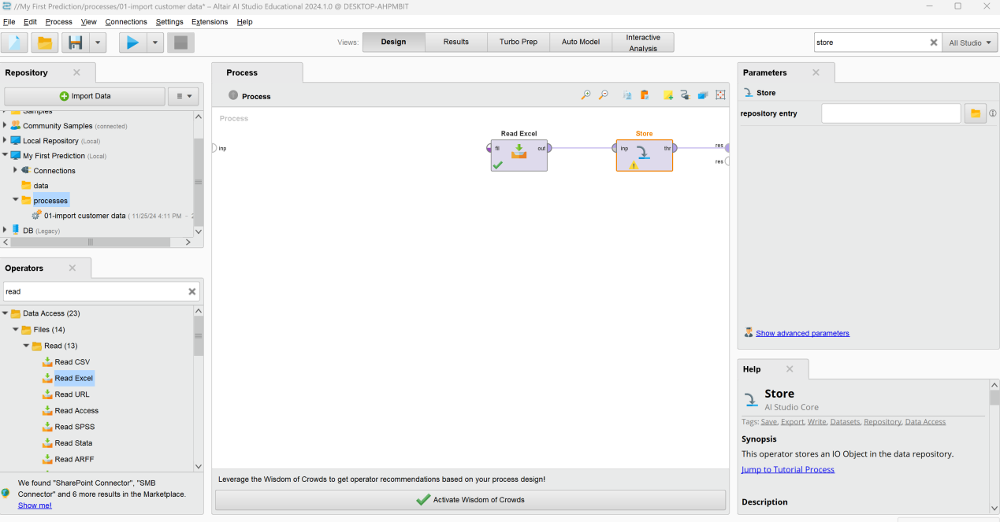 //My First Prediction/processes/01-import customer data* – Altair AI Studio Educational 2024.1.0 @ DESKTOP-AHPMBIT
File Edit Process View Connections Settings Extensions Help
Views: Design Results Turbo Prep Auto Model Interactive Analysis
store
All Studio
Repository
Import Data
Samples
Community Samples (connected)
Local Repository (Local)
My First Prediction (Local)
Connections
data
processes
01-import customer data ( 11/25/24 4:11 PM –
DB (Legacy)
Operators
read
Data Access (23)
Files (14)
Read (13)
Read CSV
Read Excel
Read URL
Read Access
Read SPSS
Read Stata
Read ARFF
We found "SharePoint Connector", "SMB
Connector" and 6 more results in the Marketplace.
Show me!
Process
Process
Process
inp
Read Excel
fil out
Store
inp thr
res
res
Leverage the Wisdom of Crowds to get operator recommendations based on your process design!
Activate Wisdom of Crowds
Parameters
Store
repository entry
Show advanced parameters
Help
Store
AI Studio Core
Tags: Save, Export, Write, Datasets, Repository, Data Access
Synopsis
This operator stores an IO Object in the data repository.
Jump to Tutorial Process
Description